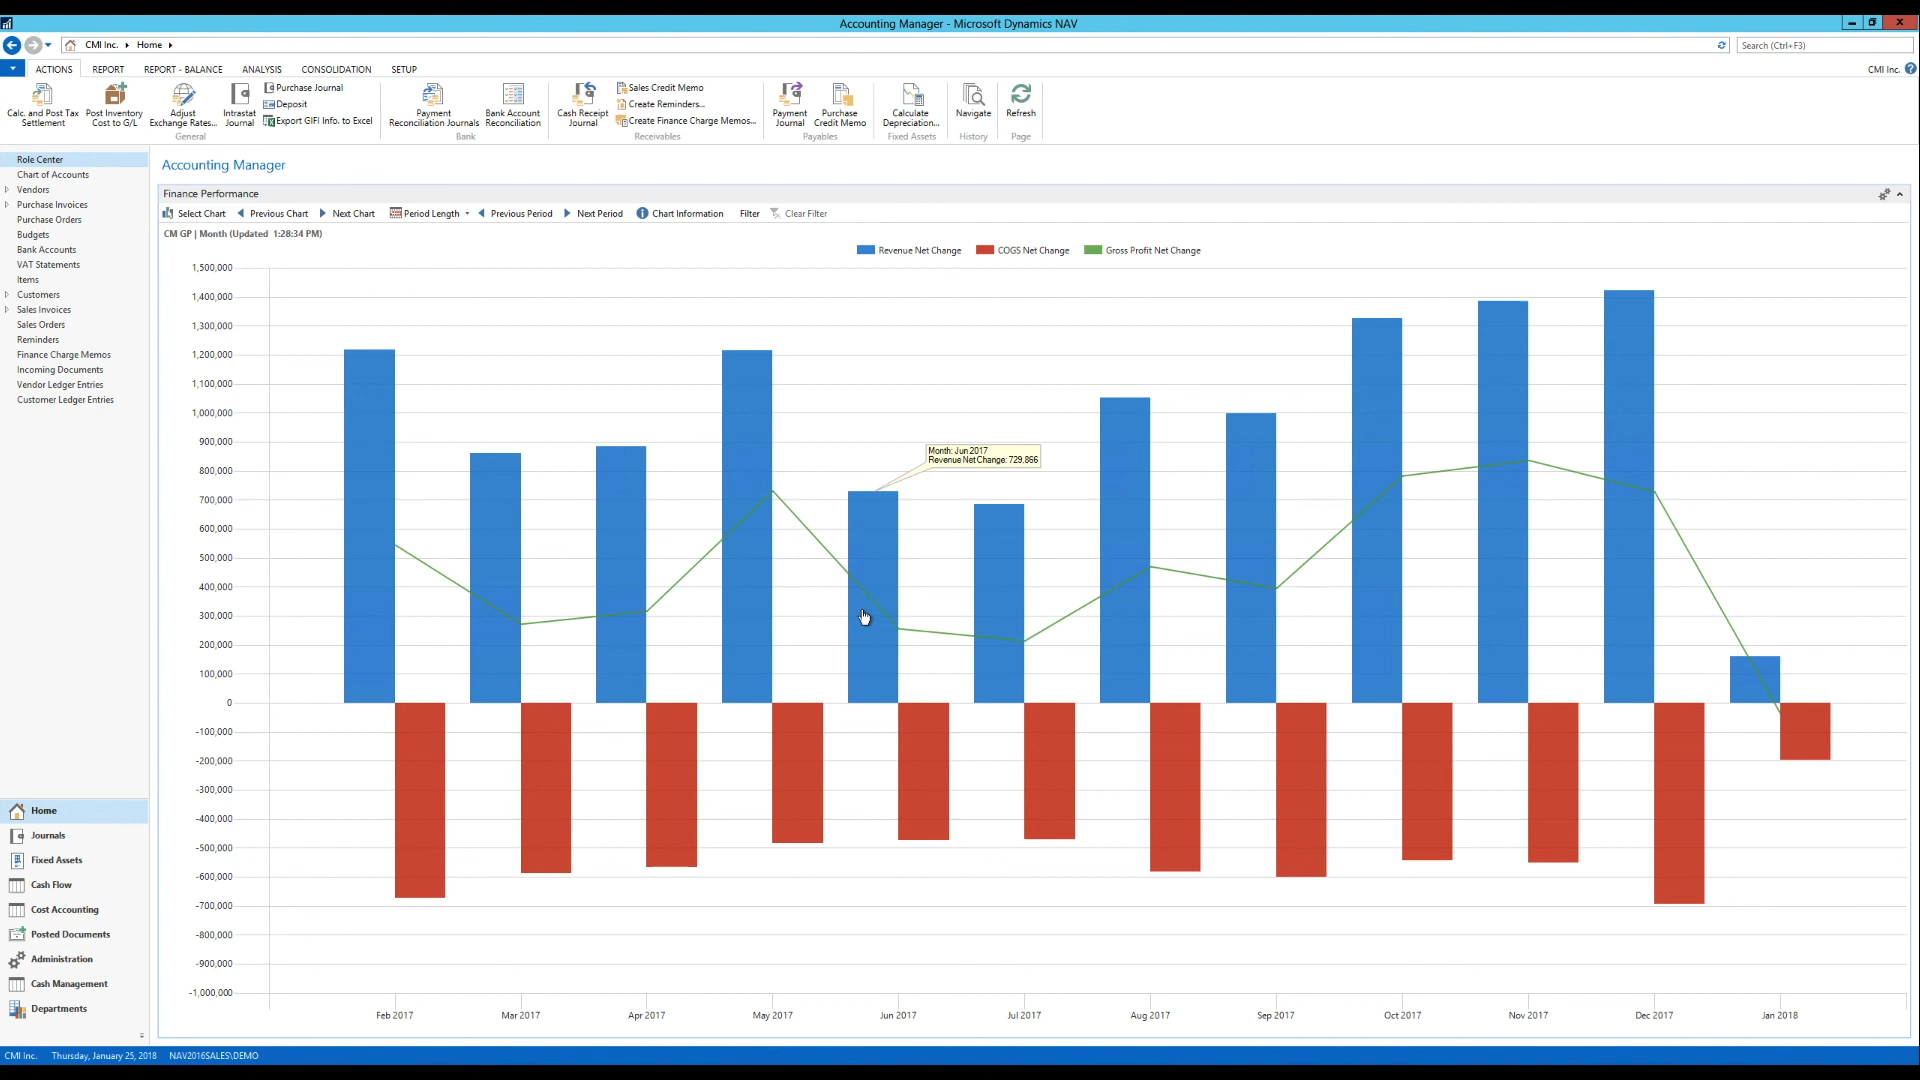 Accounting Manager - Microsoft Dynamics NAV
CMI Inc. Home
Search (Ctrl+F3)
ACTIONS REPORT REPORT - BALANCE ANALYSIS CONSOLIDATION SETUP
CMI Inc.
Calc. and Post Tax Settlement
Post Inventory Cost to G/L
Adjust Exchange Rates...
Intrastat Journal
Purchase Journal
Deposit
Export GIFI Info. to Excel
General
Payment Reconciliation Journals
Bank Account Reconciliation
Bank
Cash Receipt Journal
Sales Credit Memo
Create Reminders...
Create Finance Charge Memos...
Receivables
Payment Journal
Purchase Credit Memo
Payables
Calculate Depreciation...
Fixed Assets
Navigate
History
Refresh
Page
Role Center
Chart of Accounts
Vendors
Purchase Invoices
Purchase Orders
Budgets
Bank Accounts
VAT Statements
Items
Customers
Sales Invoices
Sales Orders
Reminders
Finance Charge Memos
Incoming Documents
Vendor Ledger Entries
Customer Ledger Entries
Home
Journals
Fixed Assets
Cash Flow
Cost Accounting
Posted Documents
Administration
Cash Management
Departments
Accounting Manager
Finance Performance
Select Chart Previous Chart Next Chart Period Length Previous Period Next Period Chart Information Filter Clear Filter
CM GP | Month (Updated 1:28:34 PM)
Revenue Net Change COGS Net Change Gross Profit Net Change
1,500,000
1,400,000
1,300,000
1,200,000
1,100,000
1,000,000
900,000
800,000
700,000
600,000
500,000
400,000
300,000
200,000
100,000
0
-100,000
-200,000
-300,000
-400,000
-500,000
-600,000
-700,000
-800,000
-900,000
-1,000,000
Month: Jun 2017
Revenue Net Change: 729,866
Feb 2017 Mar 2017 Apr 2017 May 2017 Jun 2017 Jul 2017 Aug 2017 Sep 2017 Oct 2017 Nov 2017 Dec 2017 Jan 2018
CMI Inc. Thursday, January 25, 2018 NAV2016SALES\DEMO